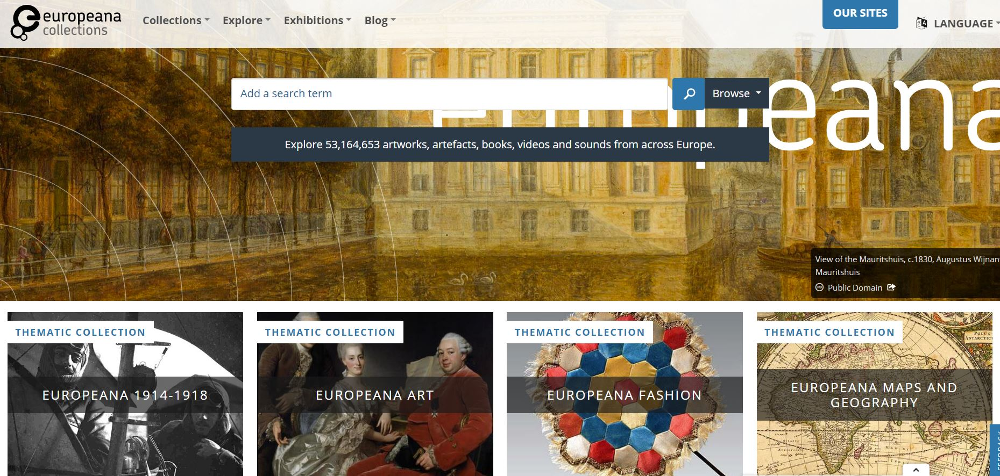 europeana
collections
Collections
Explore
Exhibitions
Blog
OUR SITES
LANGUAGE
Add a search term
Browse
europeana
Explore 53,164,653 artworks, artefacts, books, videos and sounds from across Europe.
View of the Mauritshuis, c.1830, Augustus Wijnan
Mauritshuis
Public Domain
THEMATIC COLLECTION
EUROPEANA 1914-1918
THEMATIC COLLECTION
EUROPEANA ART
THEMATIC COLLECTION
EUROPEANA FASHION
THEMATIC COLLECTION
EUROPEANA MAPS AND
GEOGRAPHY
FEEDBACK